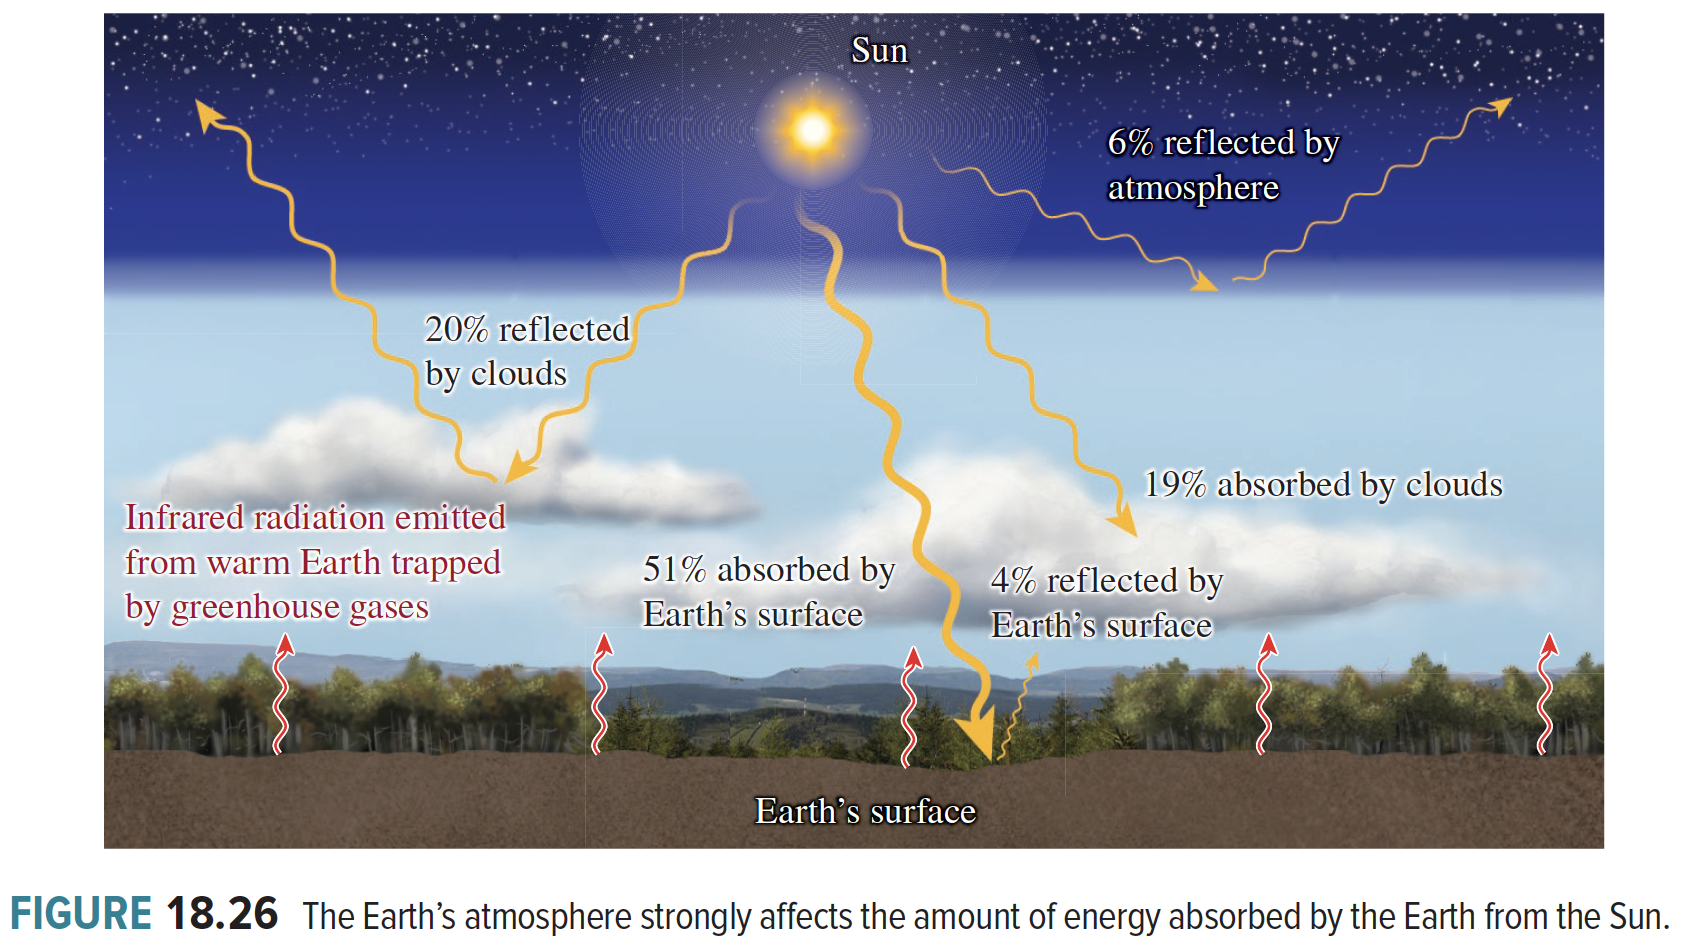 Sun
6% reflected by
atmosphere
20% reflected
by clouds
19% absorbed by clouds
Infrared radiation emitted
from warm Earth trapped
by greenhouse gases
51% absorbed by
Earth’s surface
4% reflected by
Earth’s surface
Earth’s surface
FIGURE 18.26 The Earth’s atmosphere strongly affects the amount of energy absorbed by the Earth from the Sun.